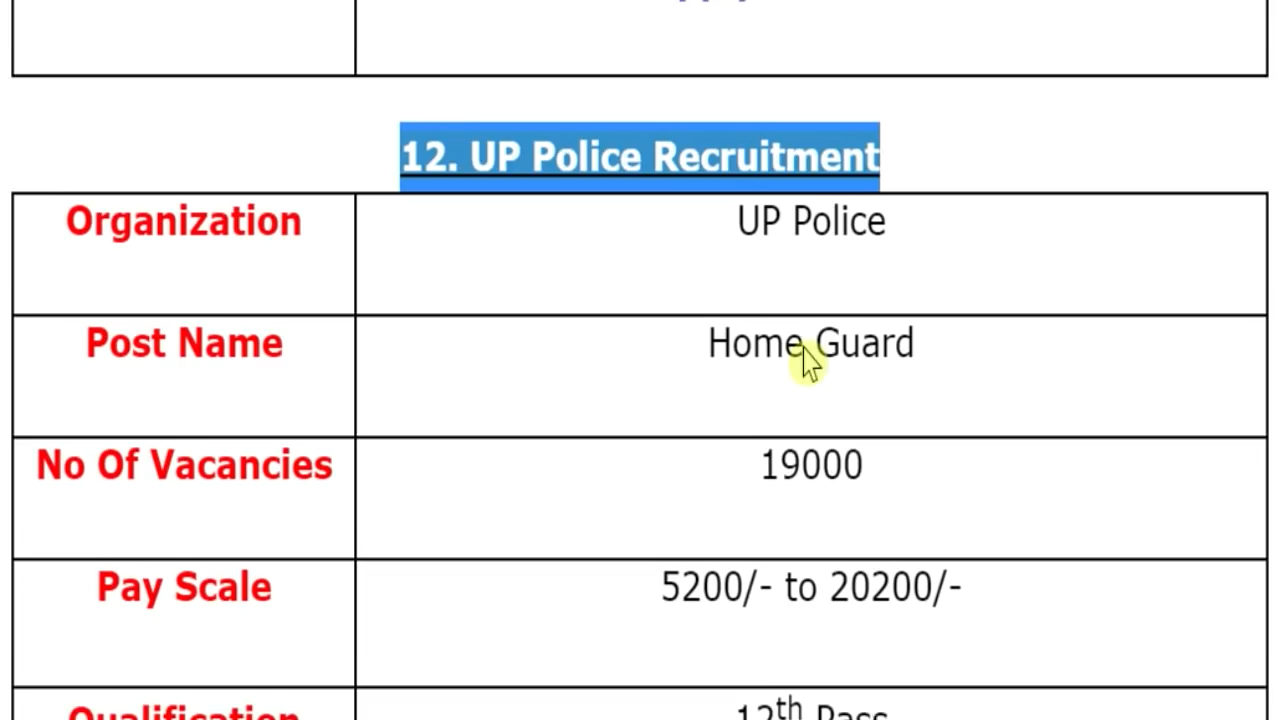 12. UP Police Recruitment
Organization UP Police
Post Name Home Guard
No Of Vacancies 19000
Pay Scale 5200/- to 20200/-
Qualification 12th Pass